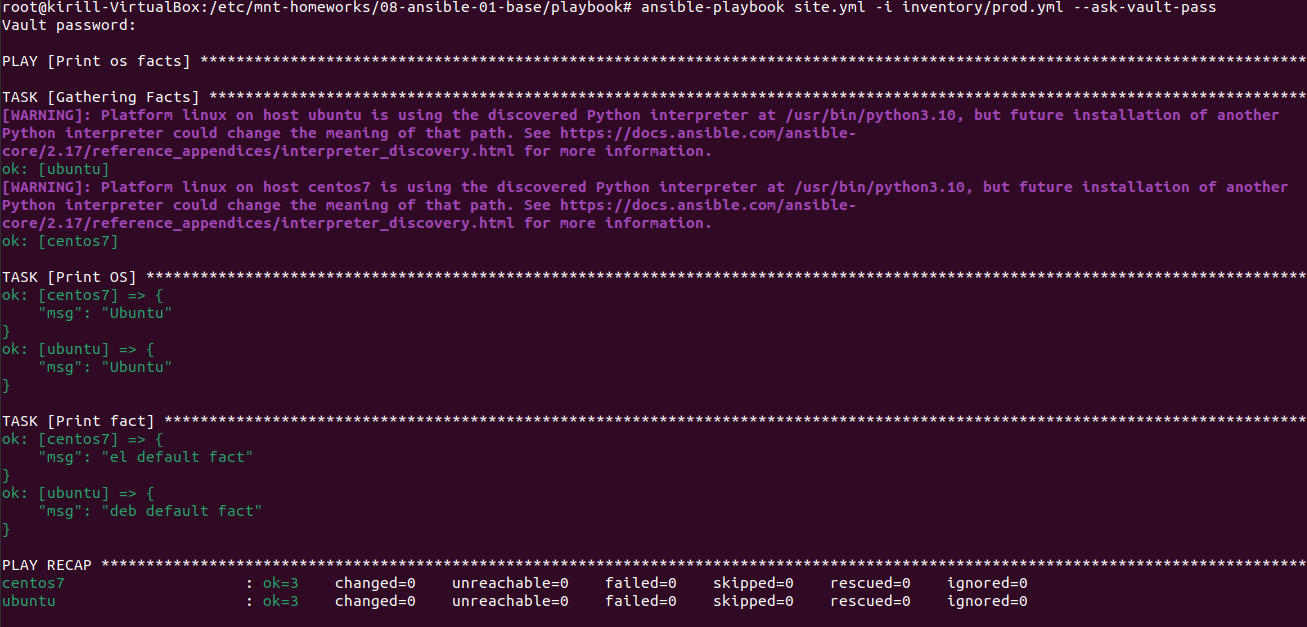 root@kirill-VirtualBox:/etc/mnt-homeworks/08-ansible-01-base/playbook# ansible-playbook site.yml -i inventory/prod.yml --ask-vault-pass
Vault password:
PLAY [Print os facts] ***************************************************************************************************************************
TASK [Gathering Facts] **************************************************************************************************************************
[WARNING]: Platform linux on host ubuntu is using the discovered Python interpreter at /usr/bin/python3.10, but future installation of another
Python interpreter could change the meaning of that path. See https://docs.ansible.com/ansible-
core/2.17/reference_appendices/interpreter_discovery.html for more information.
ok: [ubuntu]
[WARNING]: Platform linux on host centos7 is using the discovered Python interpreter at /usr/bin/python3.10, but future installation of another
Python interpreter could change the meaning of that path. See https://docs.ansible.com/ansible-
core/2.17/reference_appendices/interpreter_discovery.html for more information.
ok: [centos7]
TASK [Print OS] *********************************************************************************************************************************
ok: [centos7] => {
    "msg": "Ubuntu"
}
ok: [ubuntu] => {
    "msg": "Ubuntu"
}
TASK [Print fact] *******************************************************************************************************************************
ok: [centos7] => {
    "msg": "el default fact"
}
ok: [ubuntu] => {
    "msg": "deb default fact"
}
PLAY RECAP **************************************************************************************************************************************
centos7                    : ok=3    changed=0    unreachable=0    failed=0    skipped=0    rescued=0    ignored=0
ubuntu                     : ok=3    changed=0    unreachable=0    failed=0    skipped=0    rescued=0    ignored=0